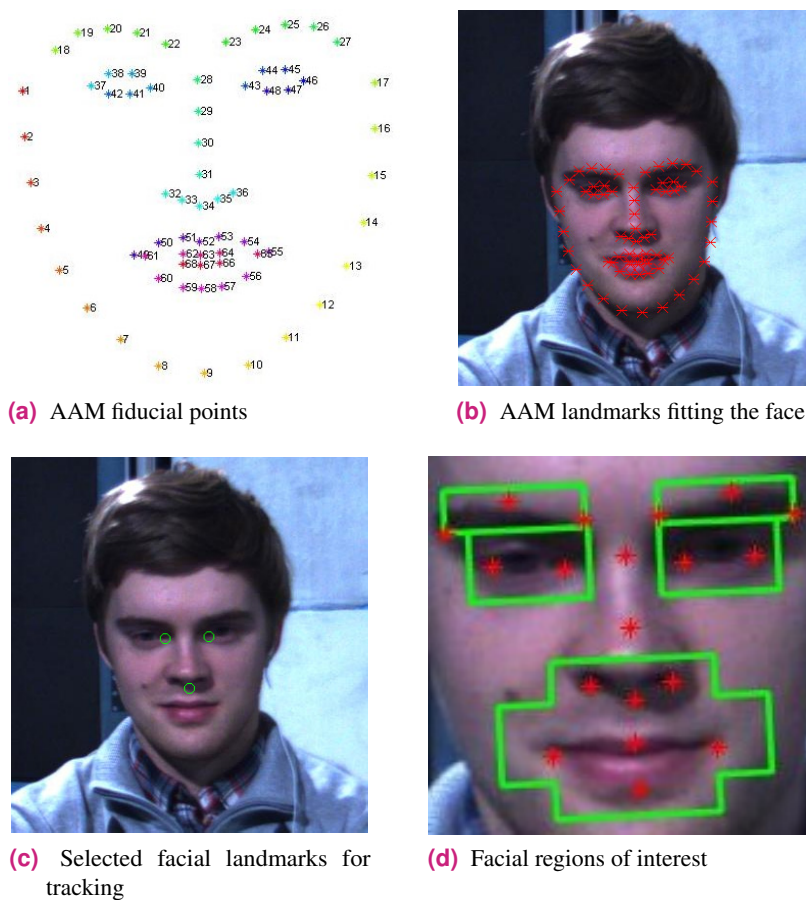 19 20 21 24 25 26
18 22 23 27
38 39 44 45
37 40 28 43 46 17
42 41 48 47
1
29
2 30 16
3 31 15
32 33 35 36
34
4 14
50 51 52 53 54
49 61 62 63 64 65 55
5 68 67 66 13
60 56
59 58 57
6 12
7 11
8 9 10
(a) AAM fiducial points
(b) AAM landmarks fitting the face
(c) Selected facial landmarks for
tracking
(d) Facial regions of interest